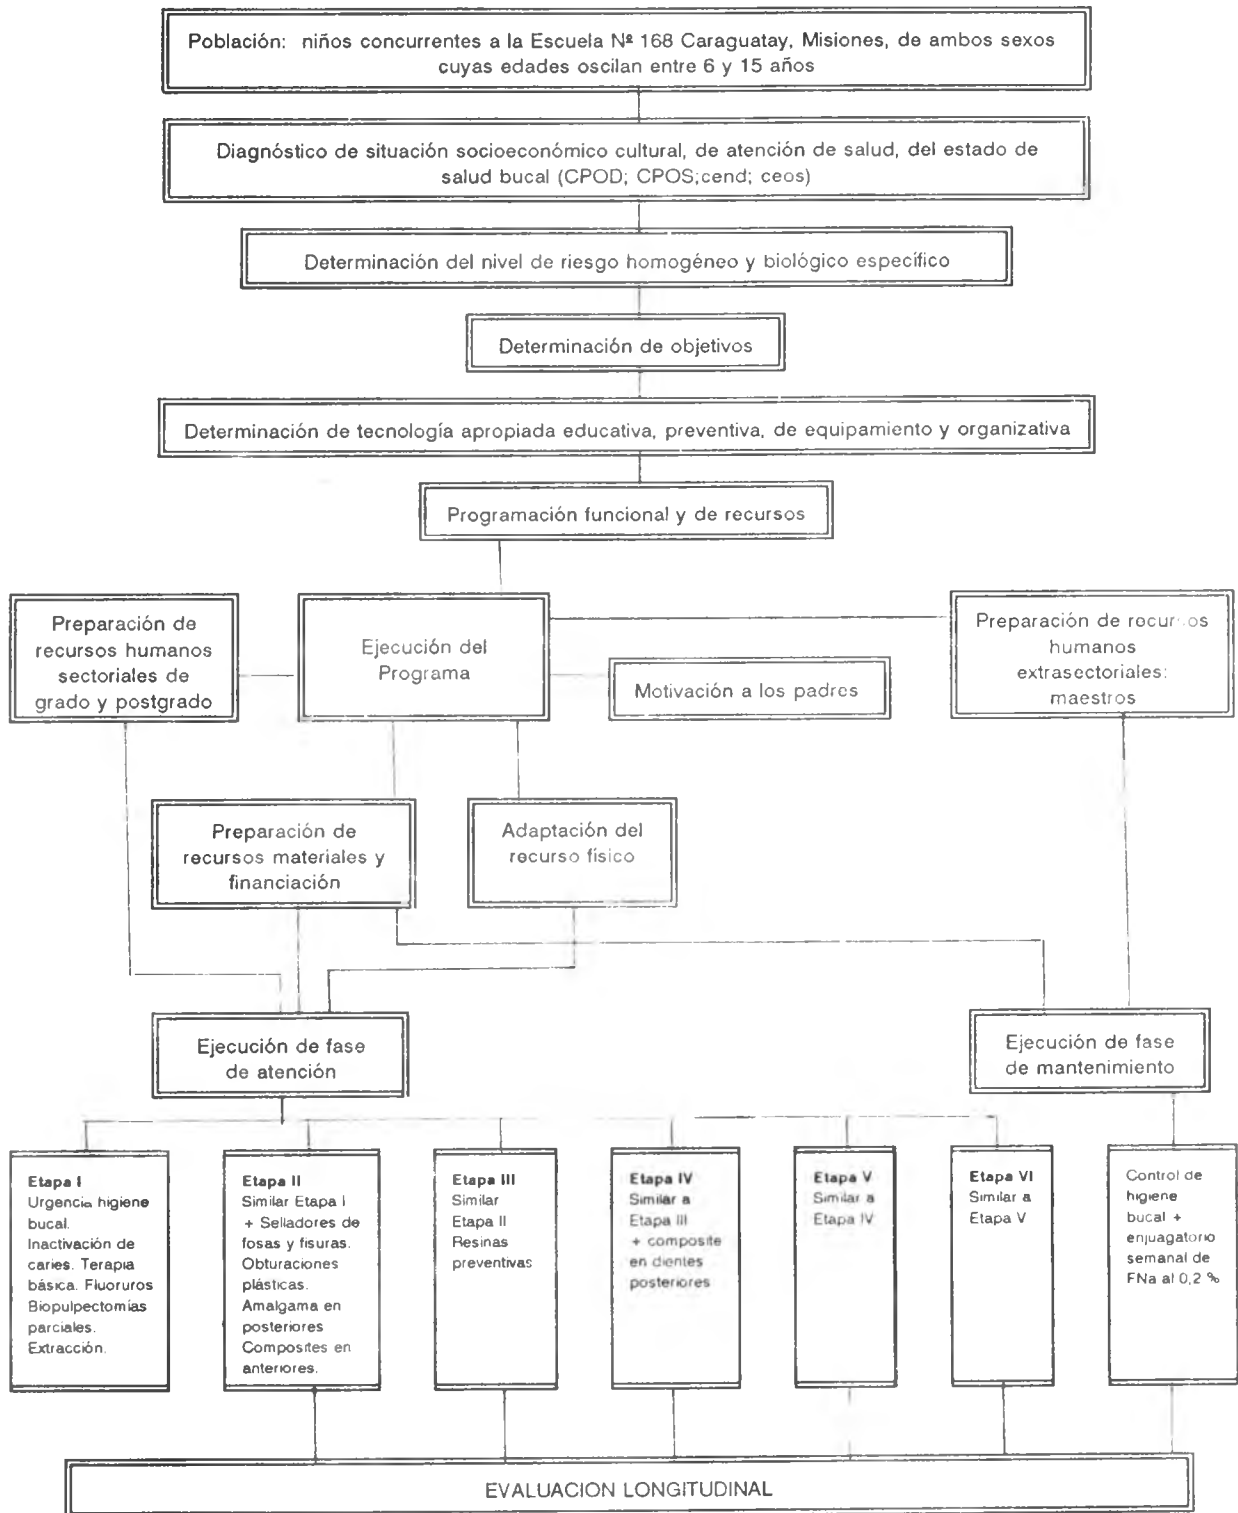 Población: niños concurrentes a la Escuela Nº 168 Caraguatay, Misiones, de ambos sexos
cuyas edades oscilan entre 6 y 15 años
Diagnóstico de situación socioeconómico cultural, de atención de salud, del estado de
salud bucal (CPOD; CPOS;cend; ceos)
Determinación del nivel de riesgo homogéneo y biológico específico
Determinación de objetivos
Determinación de tecnología apropiada educativa, preventiva, de equipamiento y organizativa
Programación funcional y de recursos
Preparación de
recursos humanos
sectoriales de
grado y postgrado
Ejecución del
Programa
Motivación a los padres
Preparación de recursos
humanos
extrasectoriales:
maestros
Preparación de
recursos materiales y
financiación
Adaptación del
recurso físico
Ejecución de fase
de atención
Ejecución de fase
de mantenimiento
Etapa I
Urgencia higiene
bucal.
Inactivación de
caries. Terapia
básica. Fluoruros
Biopulpectomías
parciales.
Extracción.
Etapa II
Similar Etapa I
+ Selladores de
fosas y fisuras.
Obturaciones
plásticas.
Amalgama en
posteriores
Composites en
anteriores.
Etapa III
Similar
Etapa II
Resinas
preventivas
Etapa IV
Similar a
Etapa III
+ composite
en dientes
posteriores
Etapa V
Similar a
Etapa IV
Etapa VI
Similar a
Etapa V
Control de
higiene
bucal +
enjuagatorio
semanal de
FNa al 0,2 %
EVALUACION LONGITUDINAL